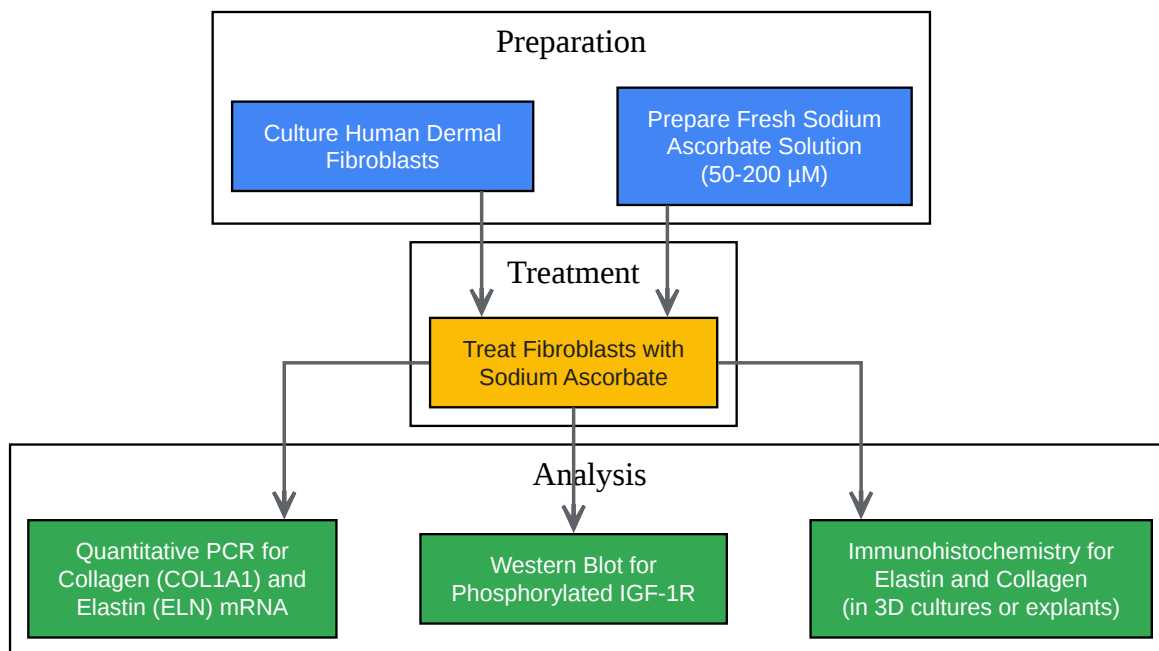 Preparation
Culture Human Dermal
Fibroblasts
Prepare Fresh Sodium
Ascorbate Solution
(50-200 µM)
Treatment
Treat Fibroblasts with
Sodium Ascorbate
Analysis
Quantitative PCR for
Collagen (COL1A1) and
Elastin (ELN) mRNA
Western Blot for
Phosphorylated IGF-1R
Immunohistochemistry for
Elastin and Collagen
(in 3D cultures or explants)